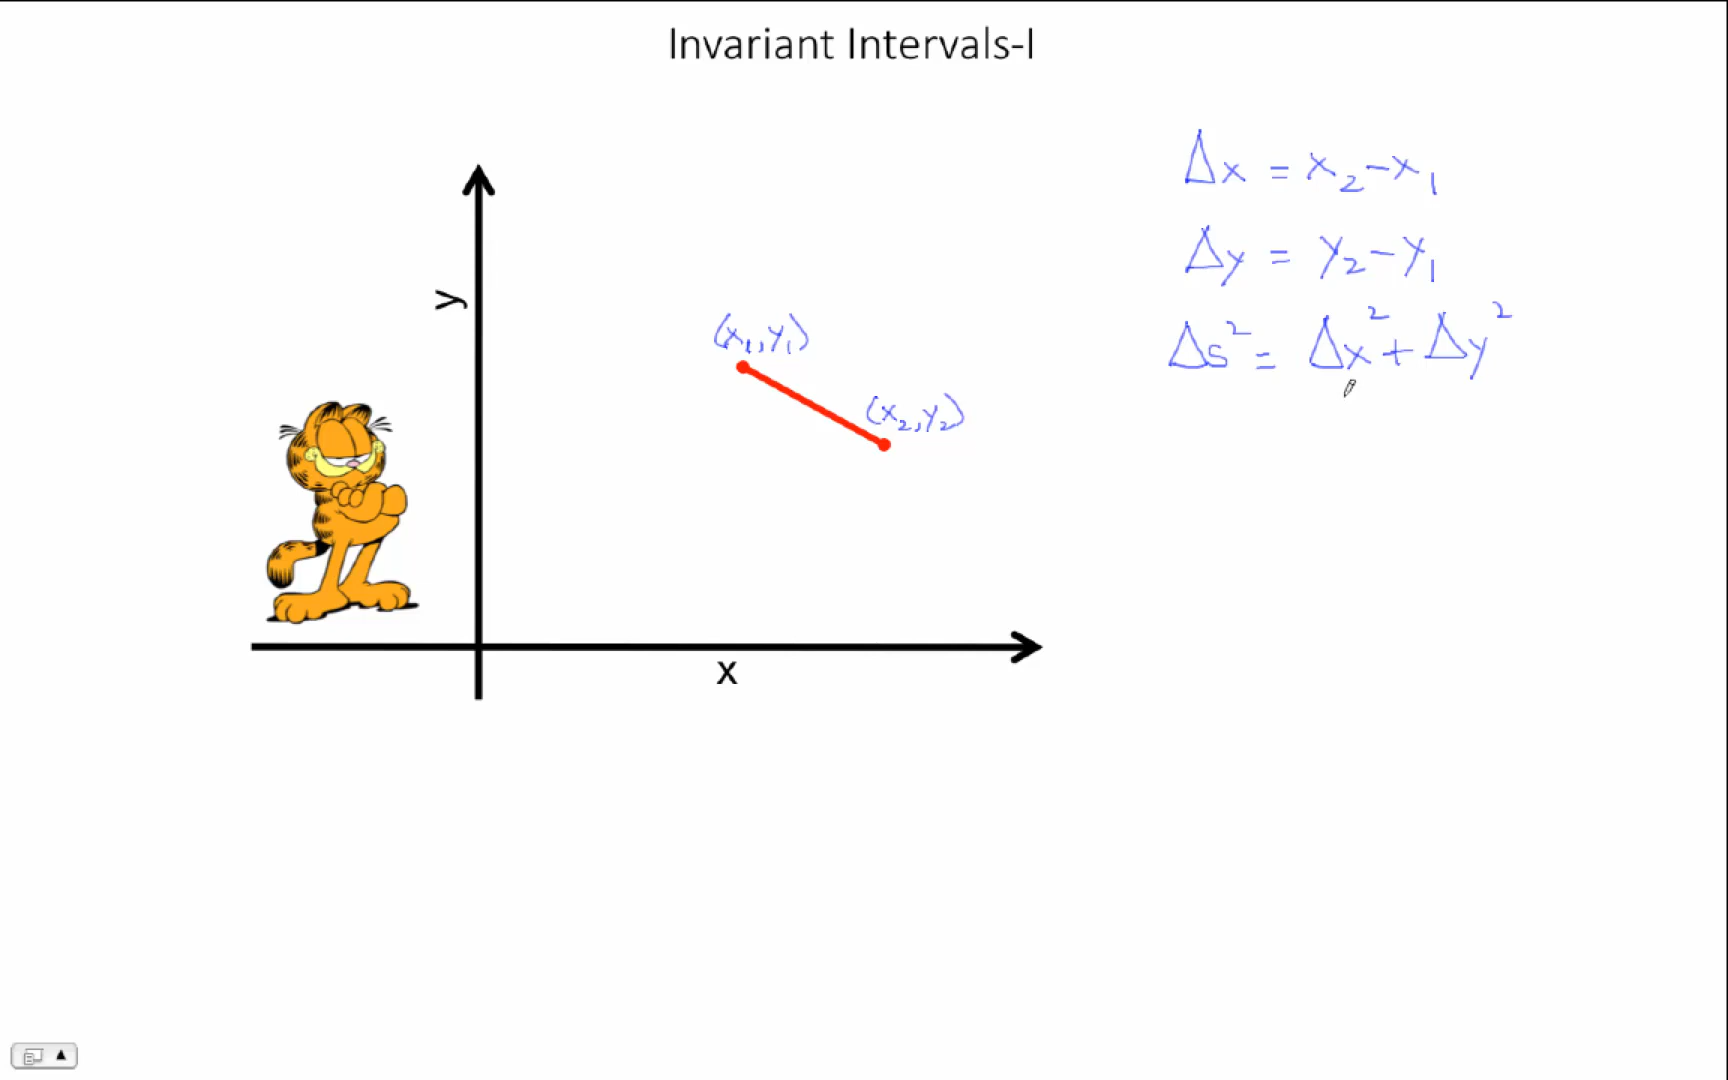 Invariant Intervals-I
Δx = x₂-x₁
Δy = y₂-y₁
Δs² = Δx² + Δy²
y
(x₁,y₁)
(x₂,y₂)
x